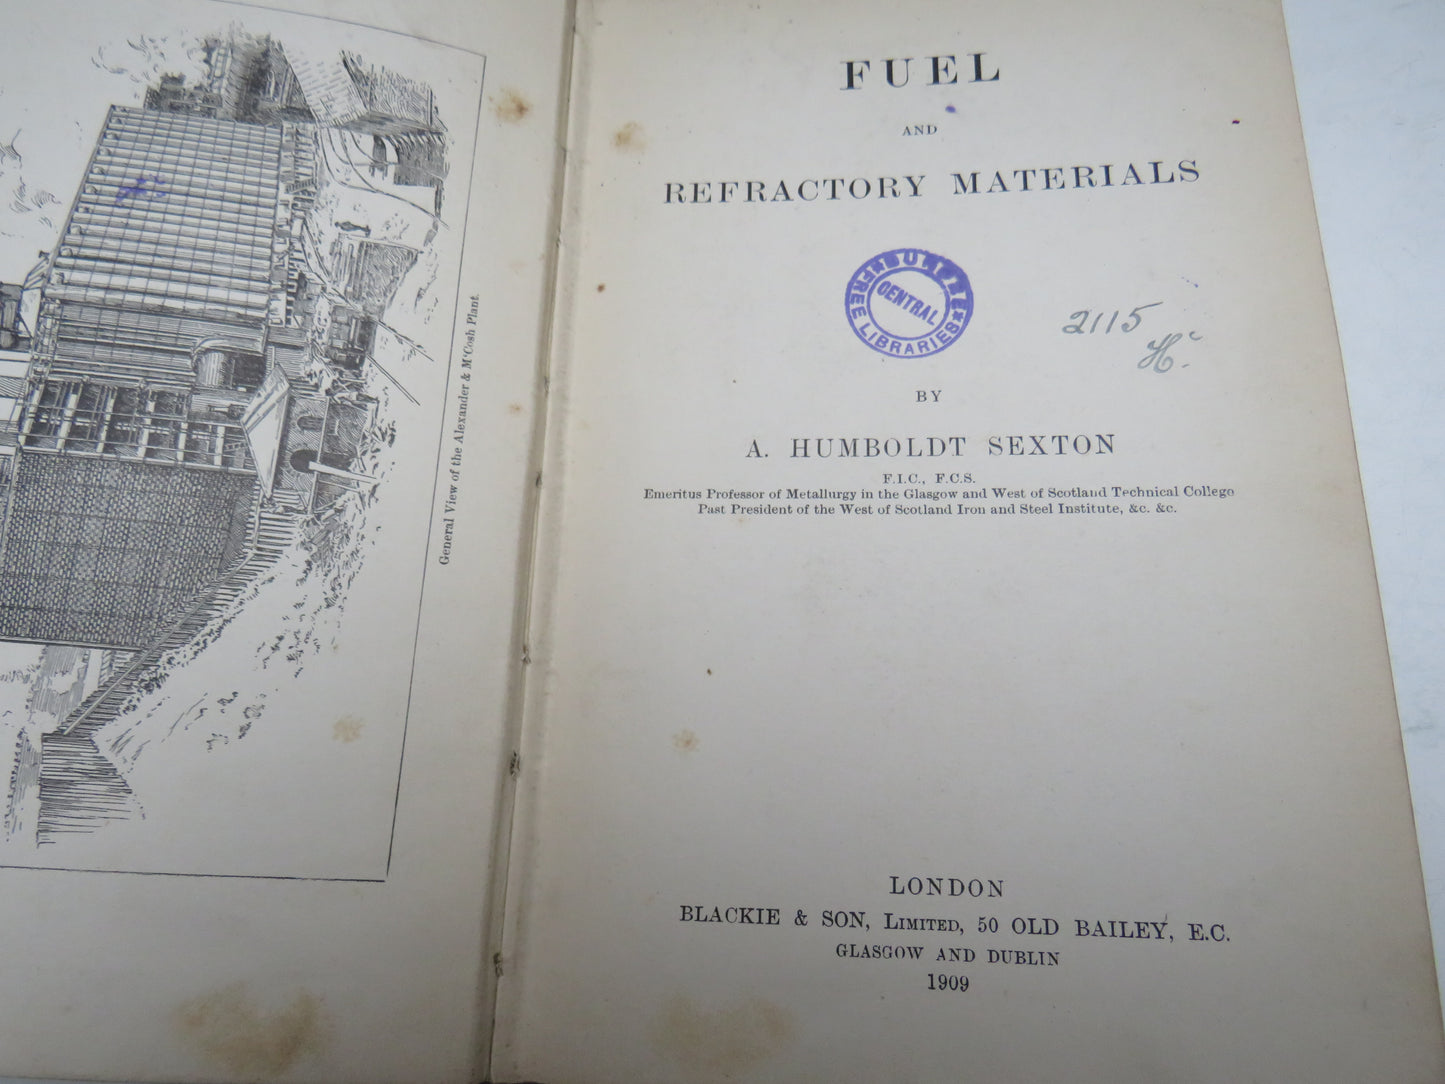 General View of the Alexander & M'Cosh Plant.
FUEL
AND
REFRACTORY MATERIALS
FREE LIBRARIES
CENTRAL
2115
BY
A. HUMBOLDT SEXTON
F.I.C., F.C.S.
Emeritus Professor of Metallurgy in the Glasgow and West of Scotland Technical College
Past President of the West of Scotland Iron and Steel Institute, &c. &c.
LONDON
BLACKIE & SON, LIMITED, 50 OLD BAILEY, E.C.
GLASGOW AND DUBLIN
1909